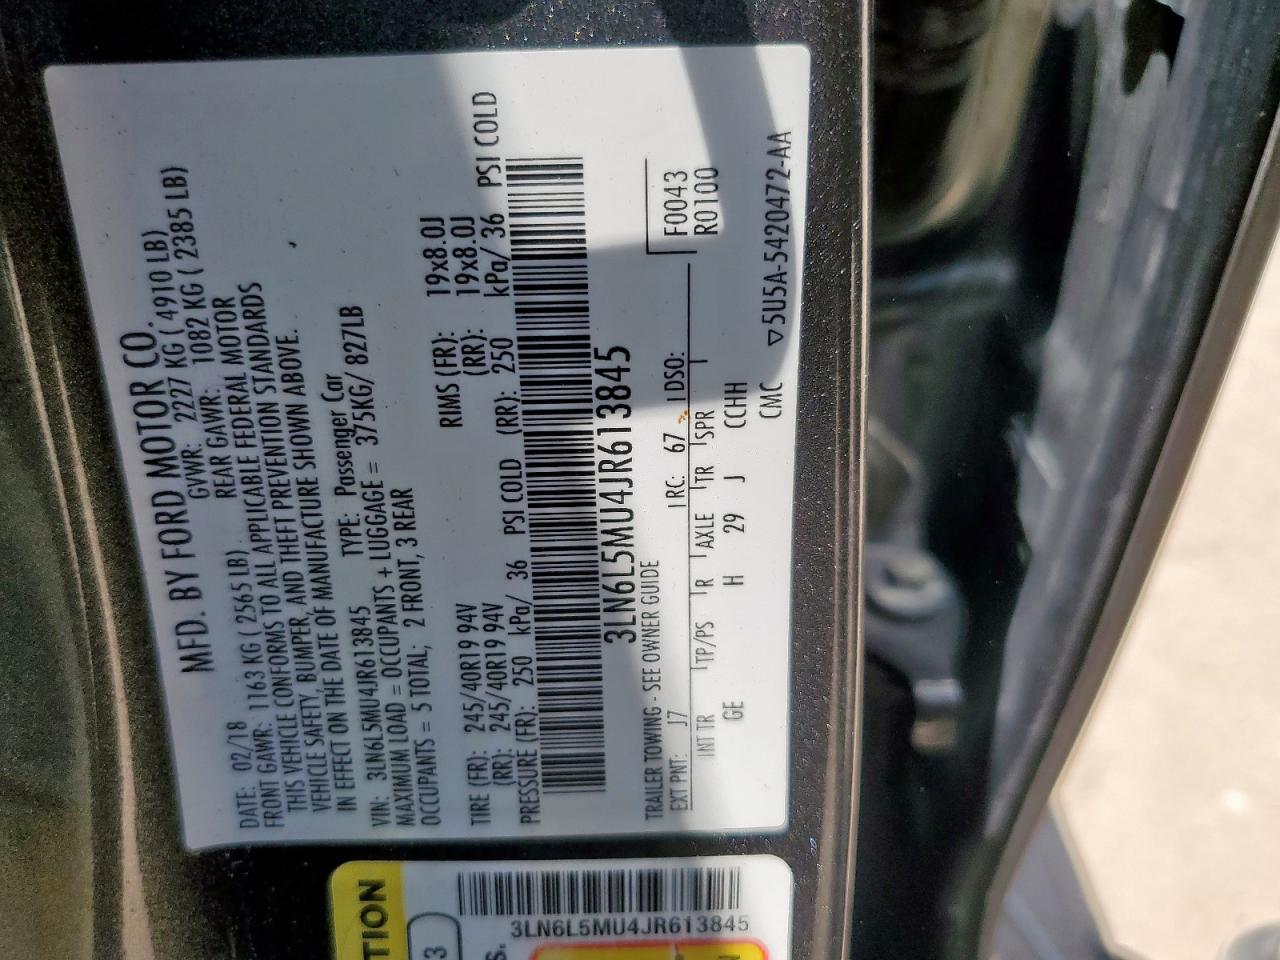 MFD. BY FORD MOTOR CO.
DATE: 02/18 GVWR: 2227 KG ( 4910 LB)
FRONT GAWR: 1163 KG ( 2565 LB) REAR GAWR: 1082 KG ( 2385 LB)
THIS VEHICLE CONFORMS TO ALL APPLICABLE FEDERAL MOTOR
VEHICLE SAFETY, BUMPER, AND THEFT PREVENTION STANDARDS
IN EFFECT ON THE DATE OF MANUFACTURE SHOWN ABOVE.
VIN: 3LN6L5MU4JR613845 TYPE: Passenger Car
MAXIMUM LOAD = OCCUPANTS + LUGGAGE = 375KG/ 827LB
OCCUPANTS = 5 TOTAL; 2 FRONT, 3 REAR
RIMS (FR): 19x8.0J
TIRE (FR): 245/40R19 94V (RR): 19x8.0J
(RR): 245/40R19 94V
PRESSURE (FR): 250 kPa/ 36 PSI COLD (RR): 250 kPa/ 36 PSI COLD
3LN6L5MU4JR613845
TRAILER TOWING - SEE OWNER GUIDE
EXT PNT: J7 RC: 67 DSO: F0043
R0100
INT TR TP/PS R AXLE TR SPR
GE H 29 J CCHH
CMC ▽5U5A-5420472-AA
TION
3
S.
3LN6L5MU4JR613845